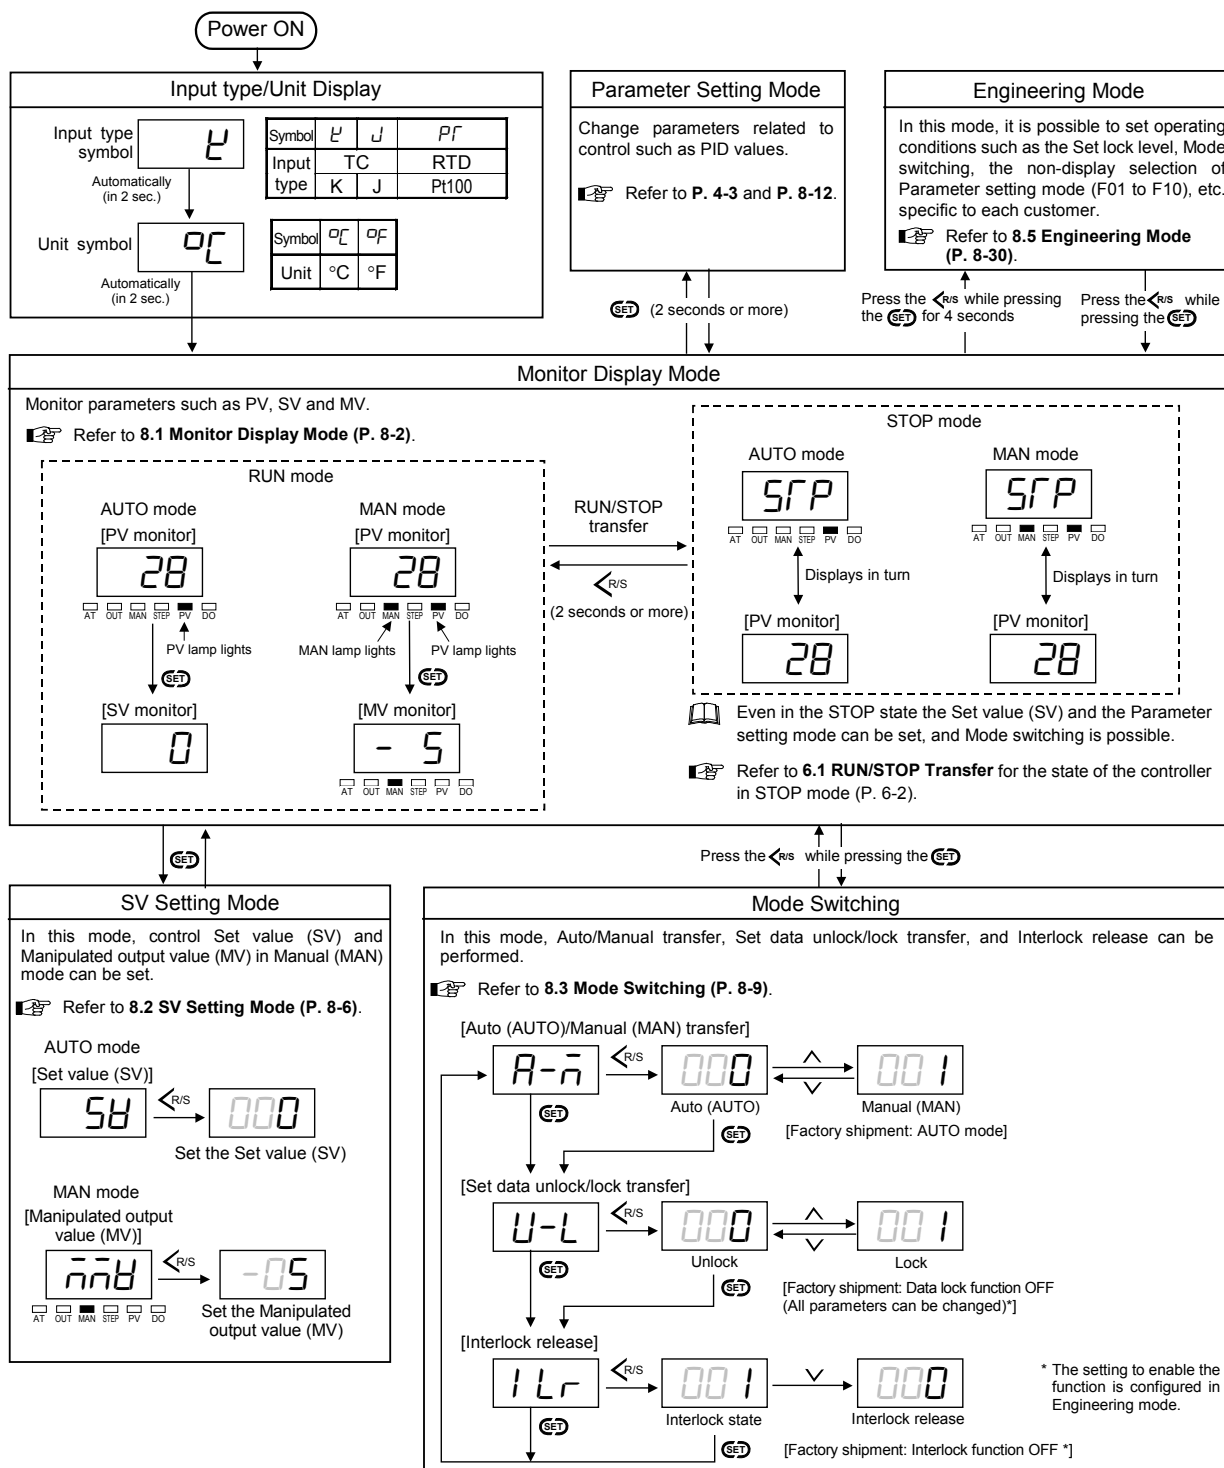 Power ON
Input type/Unit Display
Input type
symbol
Automatically
(in 2 sec.)
Unit symbol
Automatically
(in 2 sec.)
Symbol
Input type TC RTD
K J Pt100
Symbol
Unit °C °F
Parameter Setting Mode
Change parameters related to
control such as PID values.
Refer to P. 4-3 and P. 8-12.
SET (2 seconds or more)
Engineering Mode
In this mode, it is possible to set operating
conditions such as the Set lock level, Mode
switching, the non-display selection of
Parameter setting mode (F01 to F10), etc.
specific to each customer.
Refer to 8.5 Engineering Mode
(P. 8-30).
Press the <R/S while pressing
the SET for 4 seconds
Press the <R/S while
pressing the SET
Monitor Display Mode
Monitor parameters such as PV, SV and MV.
Refer to 8.1 Monitor Display Mode (P. 8-2).
RUN mode
AUTO mode
[PV monitor]
28
AT OUT MAN STEP PV DO
PV lamp lights
SET
[SV monitor]
0
MAN mode
[PV monitor]
28
AT OUT MAN STEP PV DO
MAN lamp lights PV lamp lights
SET
[MV monitor]
- 5
AT OUT MAN STEP PV DO
RUN/STOP
transfer
<R/S
(2 seconds or more)
STOP mode
AUTO mode
STP
AT OUT MAN STEP PV DO
Displays in turn
[PV monitor]
28
MAN mode
STP
AT OUT MAN STEP PV DO
Displays in turn
[PV monitor]
28
Even in the STOP state the Set value (SV) and the Parameter
setting mode can be set, and Mode switching is possible.
Refer to 6.1 RUN/STOP Transfer for the state of the controller
in STOP mode (P. 6-2).
SET
Press the <R/S while pressing the SET
SV Setting Mode
In this mode, control Set value (SV) and
Manipulated output value (MV) in Manual (MAN)
mode can be set.
Refer to 8.2 SV Setting Mode (P. 8-6).
AUTO mode
[Set value (SV)]
SV <R/S 000
Set the Set value (SV)
MAN mode
[Manipulated output
value (MV)]
<R/S -05
AT OUT MAN STEP PV DO
Set the Manipulated
output value (MV)
Mode Switching
In this mode, Auto/Manual transfer, Set data unlock/lock transfer, and Interlock release can be
performed.
Refer to 8.3 Mode Switching (P. 8-9).
[Auto (AUTO)/Manual (MAN) transfer]
<R/S 000 001
SET Auto (AUTO) Manual (MAN)
SET [Factory shipment: AUTO mode]
[Set data unlock/lock transfer]
U-L <R/S 000 001
SET Unlock Lock
SET [Factory shipment: Data lock function OFF
(All parameters can be changed)*]
[Interlock release]
ILr <R/S 001 000
SET Interlock state Interlock release
SET [Factory shipment: Interlock function OFF *]
* The setting to enable the
function is configured in
Engineering mode.